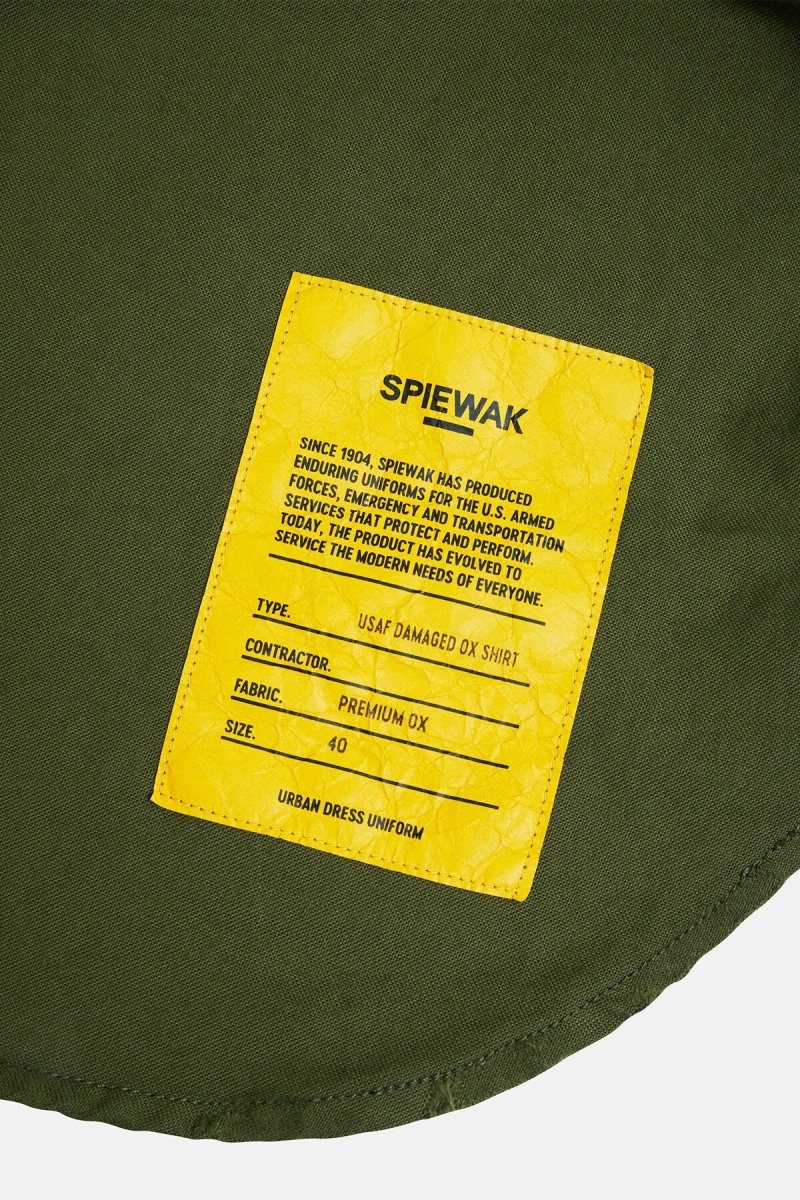 SPIEWAK
SINCE 1904, SPIEWAK HAS PRODUCED
ENDURING UNIFORMS FOR THE U.S. ARMED
FORCES, EMERGENCY AND TRANSPORTATION
SERVICES THAT PROTECT AND PERFORM.
TODAY, THE PRODUCT HAS EVOLVED TO
SERVICE THE MODERN NEEDS OF EVERYONE.
TYPE. USAF DAMAGED OX SHIRT
CONTRACTOR.
FABRIC. PREMIUM OX
SIZE. 40
URBAN DRESS UNIFORM